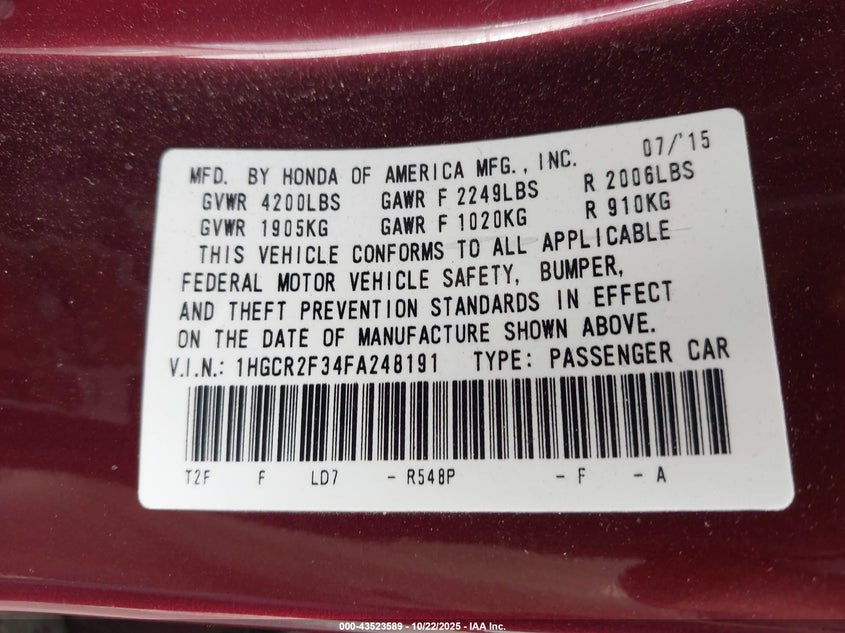 07/'15
MFD. BY HONDA OF AMERICA MFG., INC.
GVWR 4200LBS GAWR F 2249LBS R 2006LBS
GVWR 1905KG GAWR F 1020KG R 910KG
THIS VEHICLE CONFORMS TO ALL APPLICABLE
FEDERAL MOTOR VEHICLE SAFETY, BUMPER,
AND THEFT PREVENTION STANDARDS IN EFFECT
ON THE DATE OF MANUFACTURE SHOWN ABOVE.
V.I.N.: 1HGCR2F34FA248191 TYPE: PASSENGER CAR
T2F F LD7 - R548P - F - A
000-43523589 - 10/22/2025 - IAA Inc.